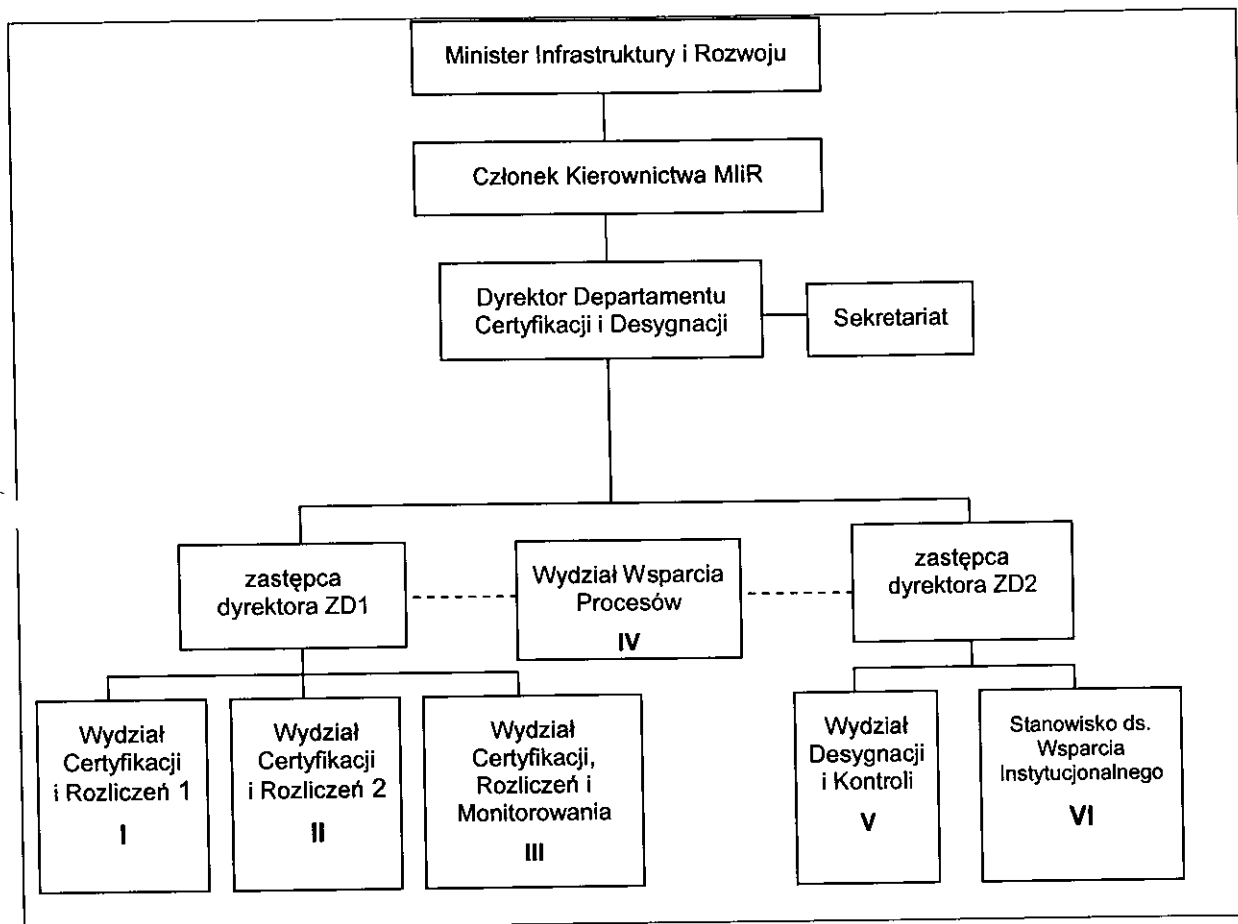 Minister Infrastruktury i Rozwoju
Członek Kierownictwa MIiR
Dyrektor Departamentu
Certyfikacji i Desygnacji
Sekretariat
zastępca
dyrektora ZD1
Wydział Wsparcia
Procesów
IV
zastępca
dyrektora ZD2
Wydział
Certyfikacji
i Rozliczeń 1
I
Wydział
Certyfikacji
i Rozliczeń 2
II
Wydział
Certyfikacji,
Rozliczeń i
Monitorowania
III
Wydział
Desygnacji
i Kontroli
V
Stanowisko ds.
Wsparcia
Instytucjonalnego
VI